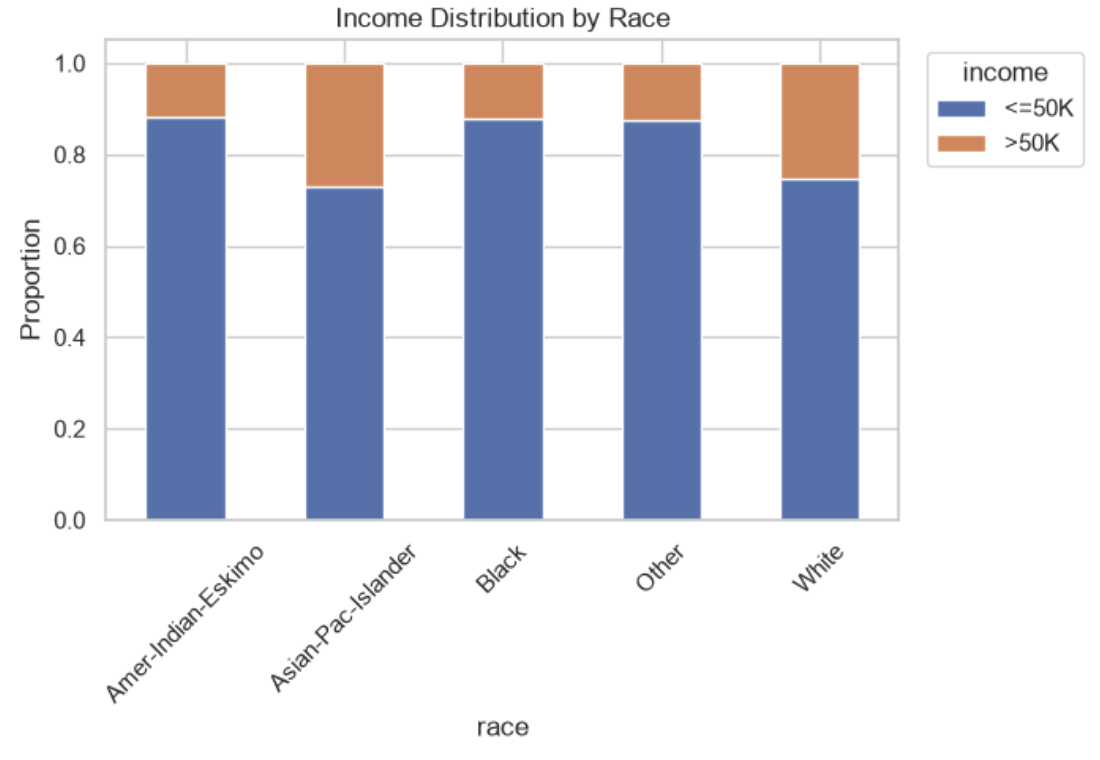 Income Distribution by Race
income
<=50K
>50K
1.0
0.8
0.6
0.4
0.2
0.0
Proportion
Amer-Indian-Eskimo
Asian-Pac-Islander
Black
Other
White
race